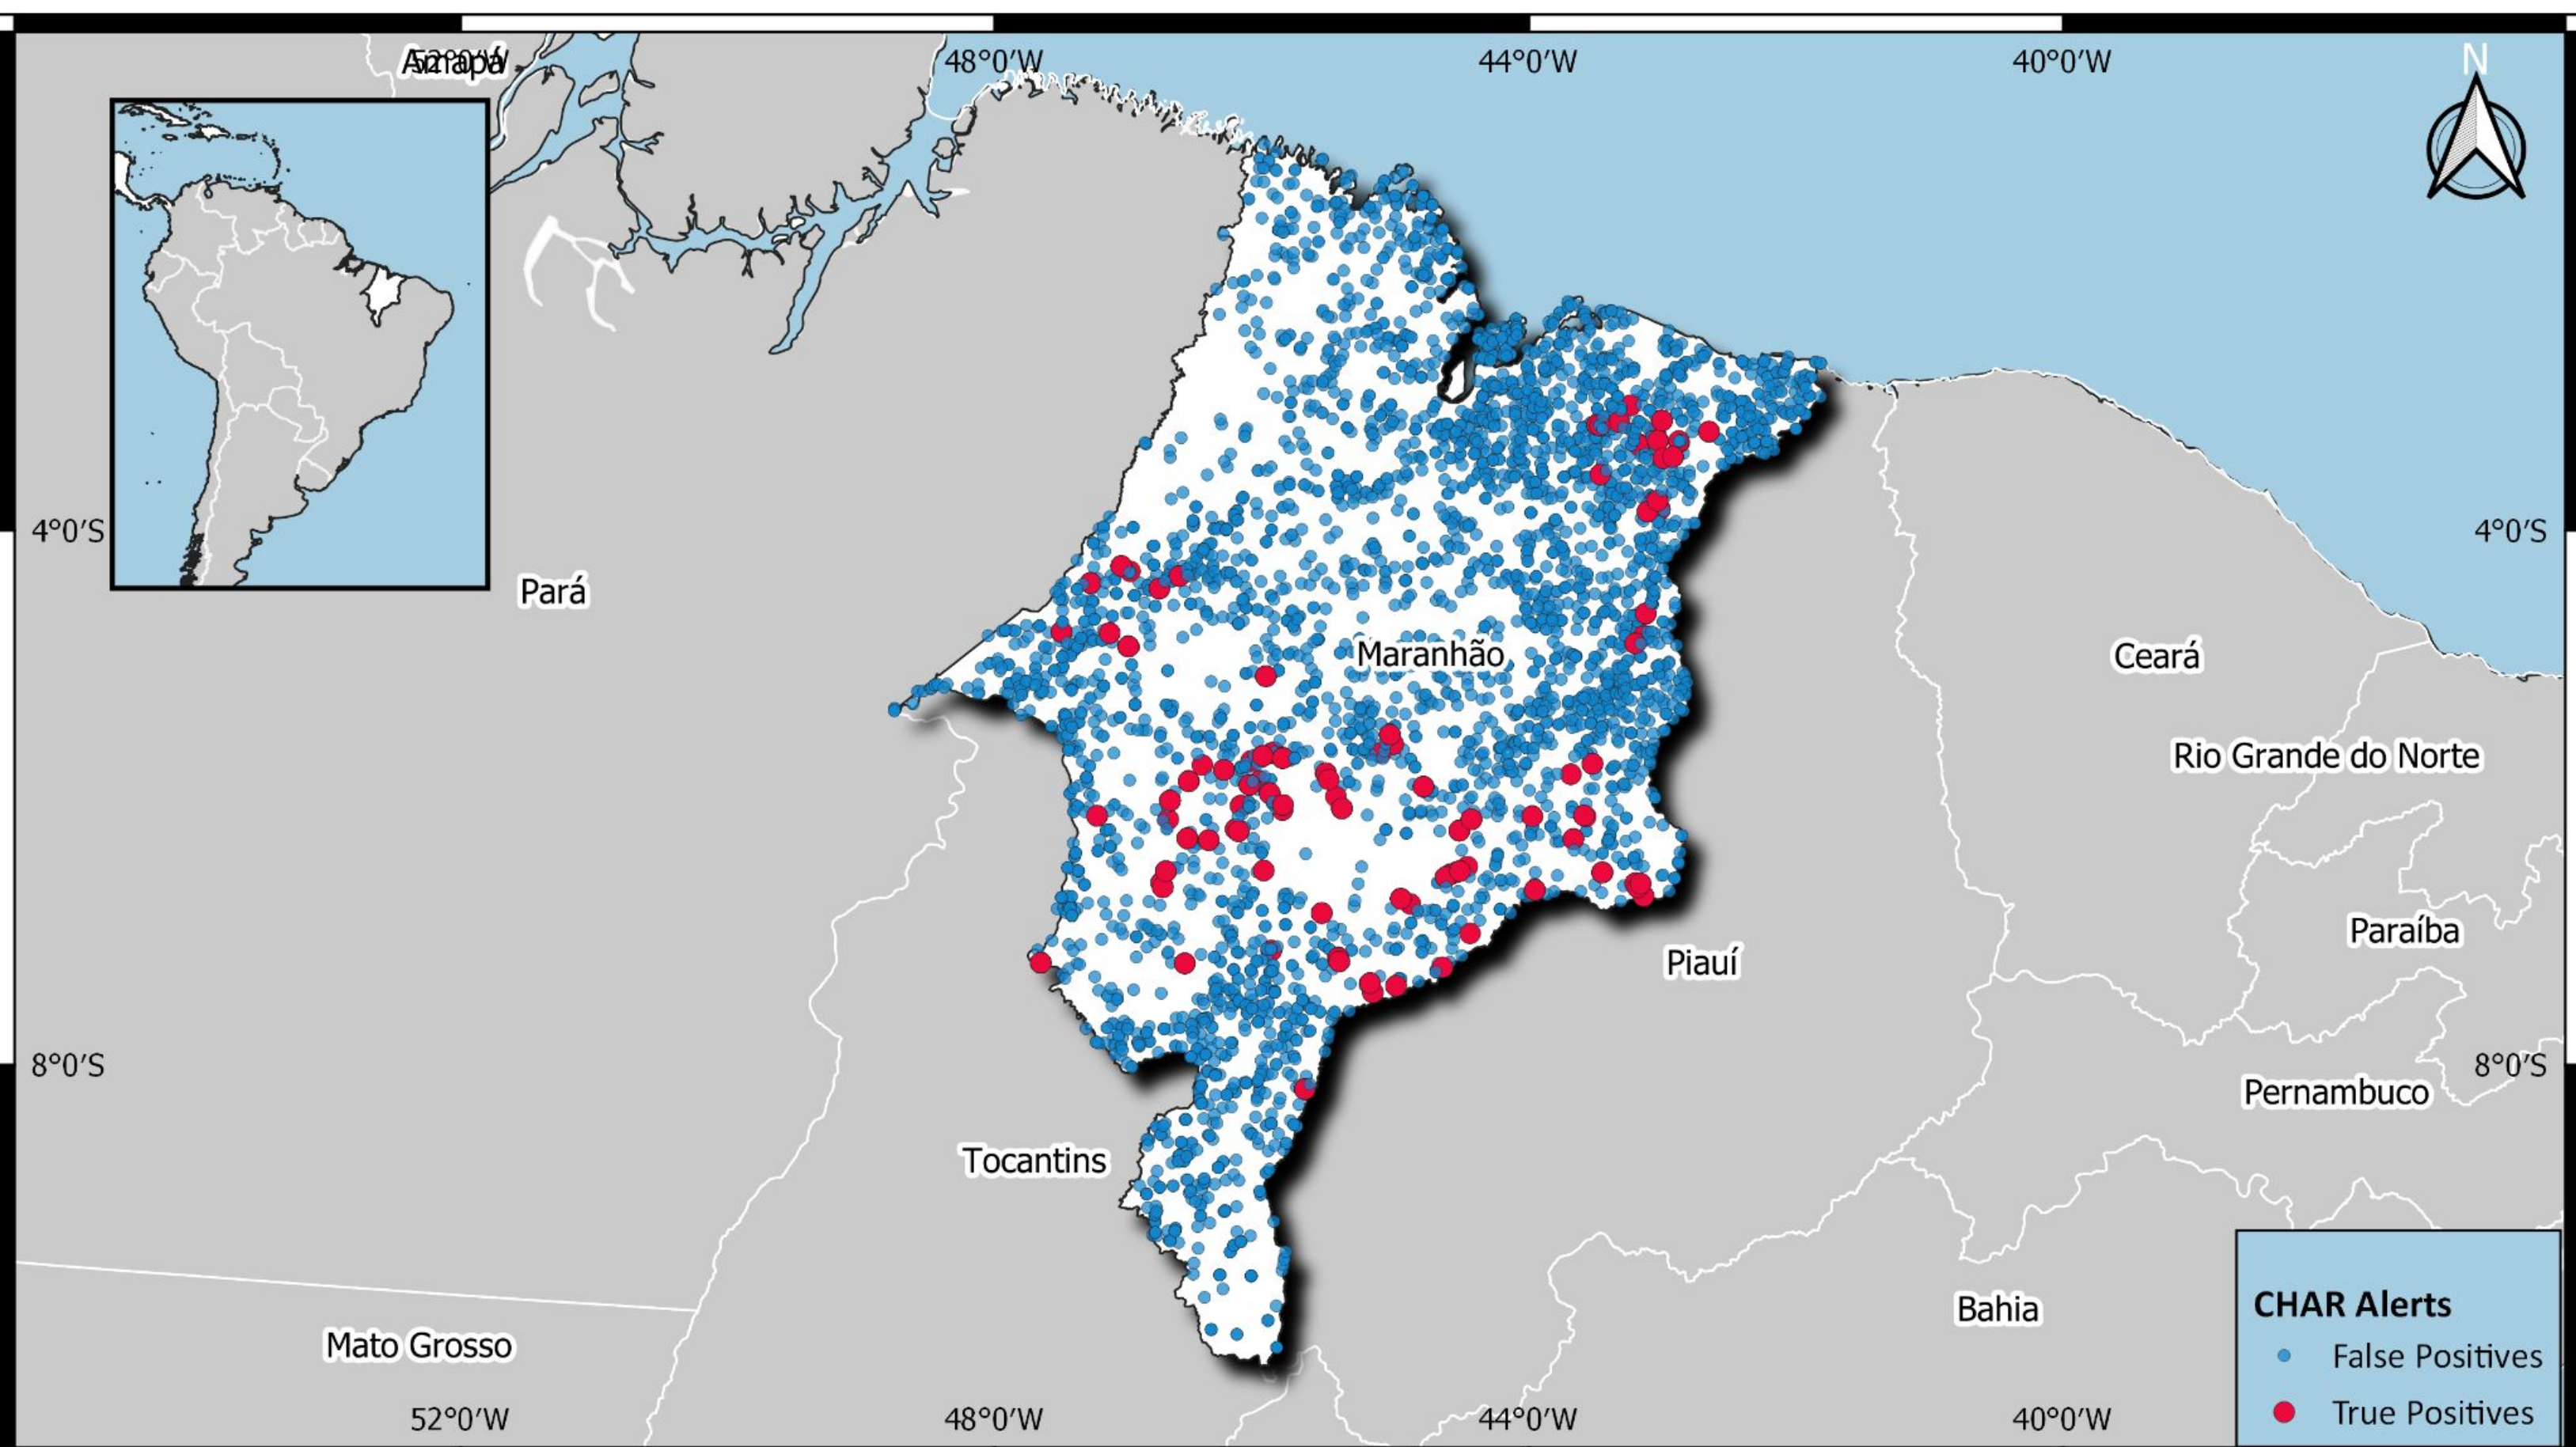 Amapá
52°0'W
48°0'W
44°0'W
40°0'W
N
4°0'S
4°0'S
Pará
Maranhão
Ceará
Rio Grande do Norte
Paraíba
Piauí
8°0'S
8°0'S
Pernambuco
Tocantins
Bahia
Mato Grosso
CHAR Alerts
False Positives
True Positives
52°0'W
48°0'W
44°0'W
40°0'W